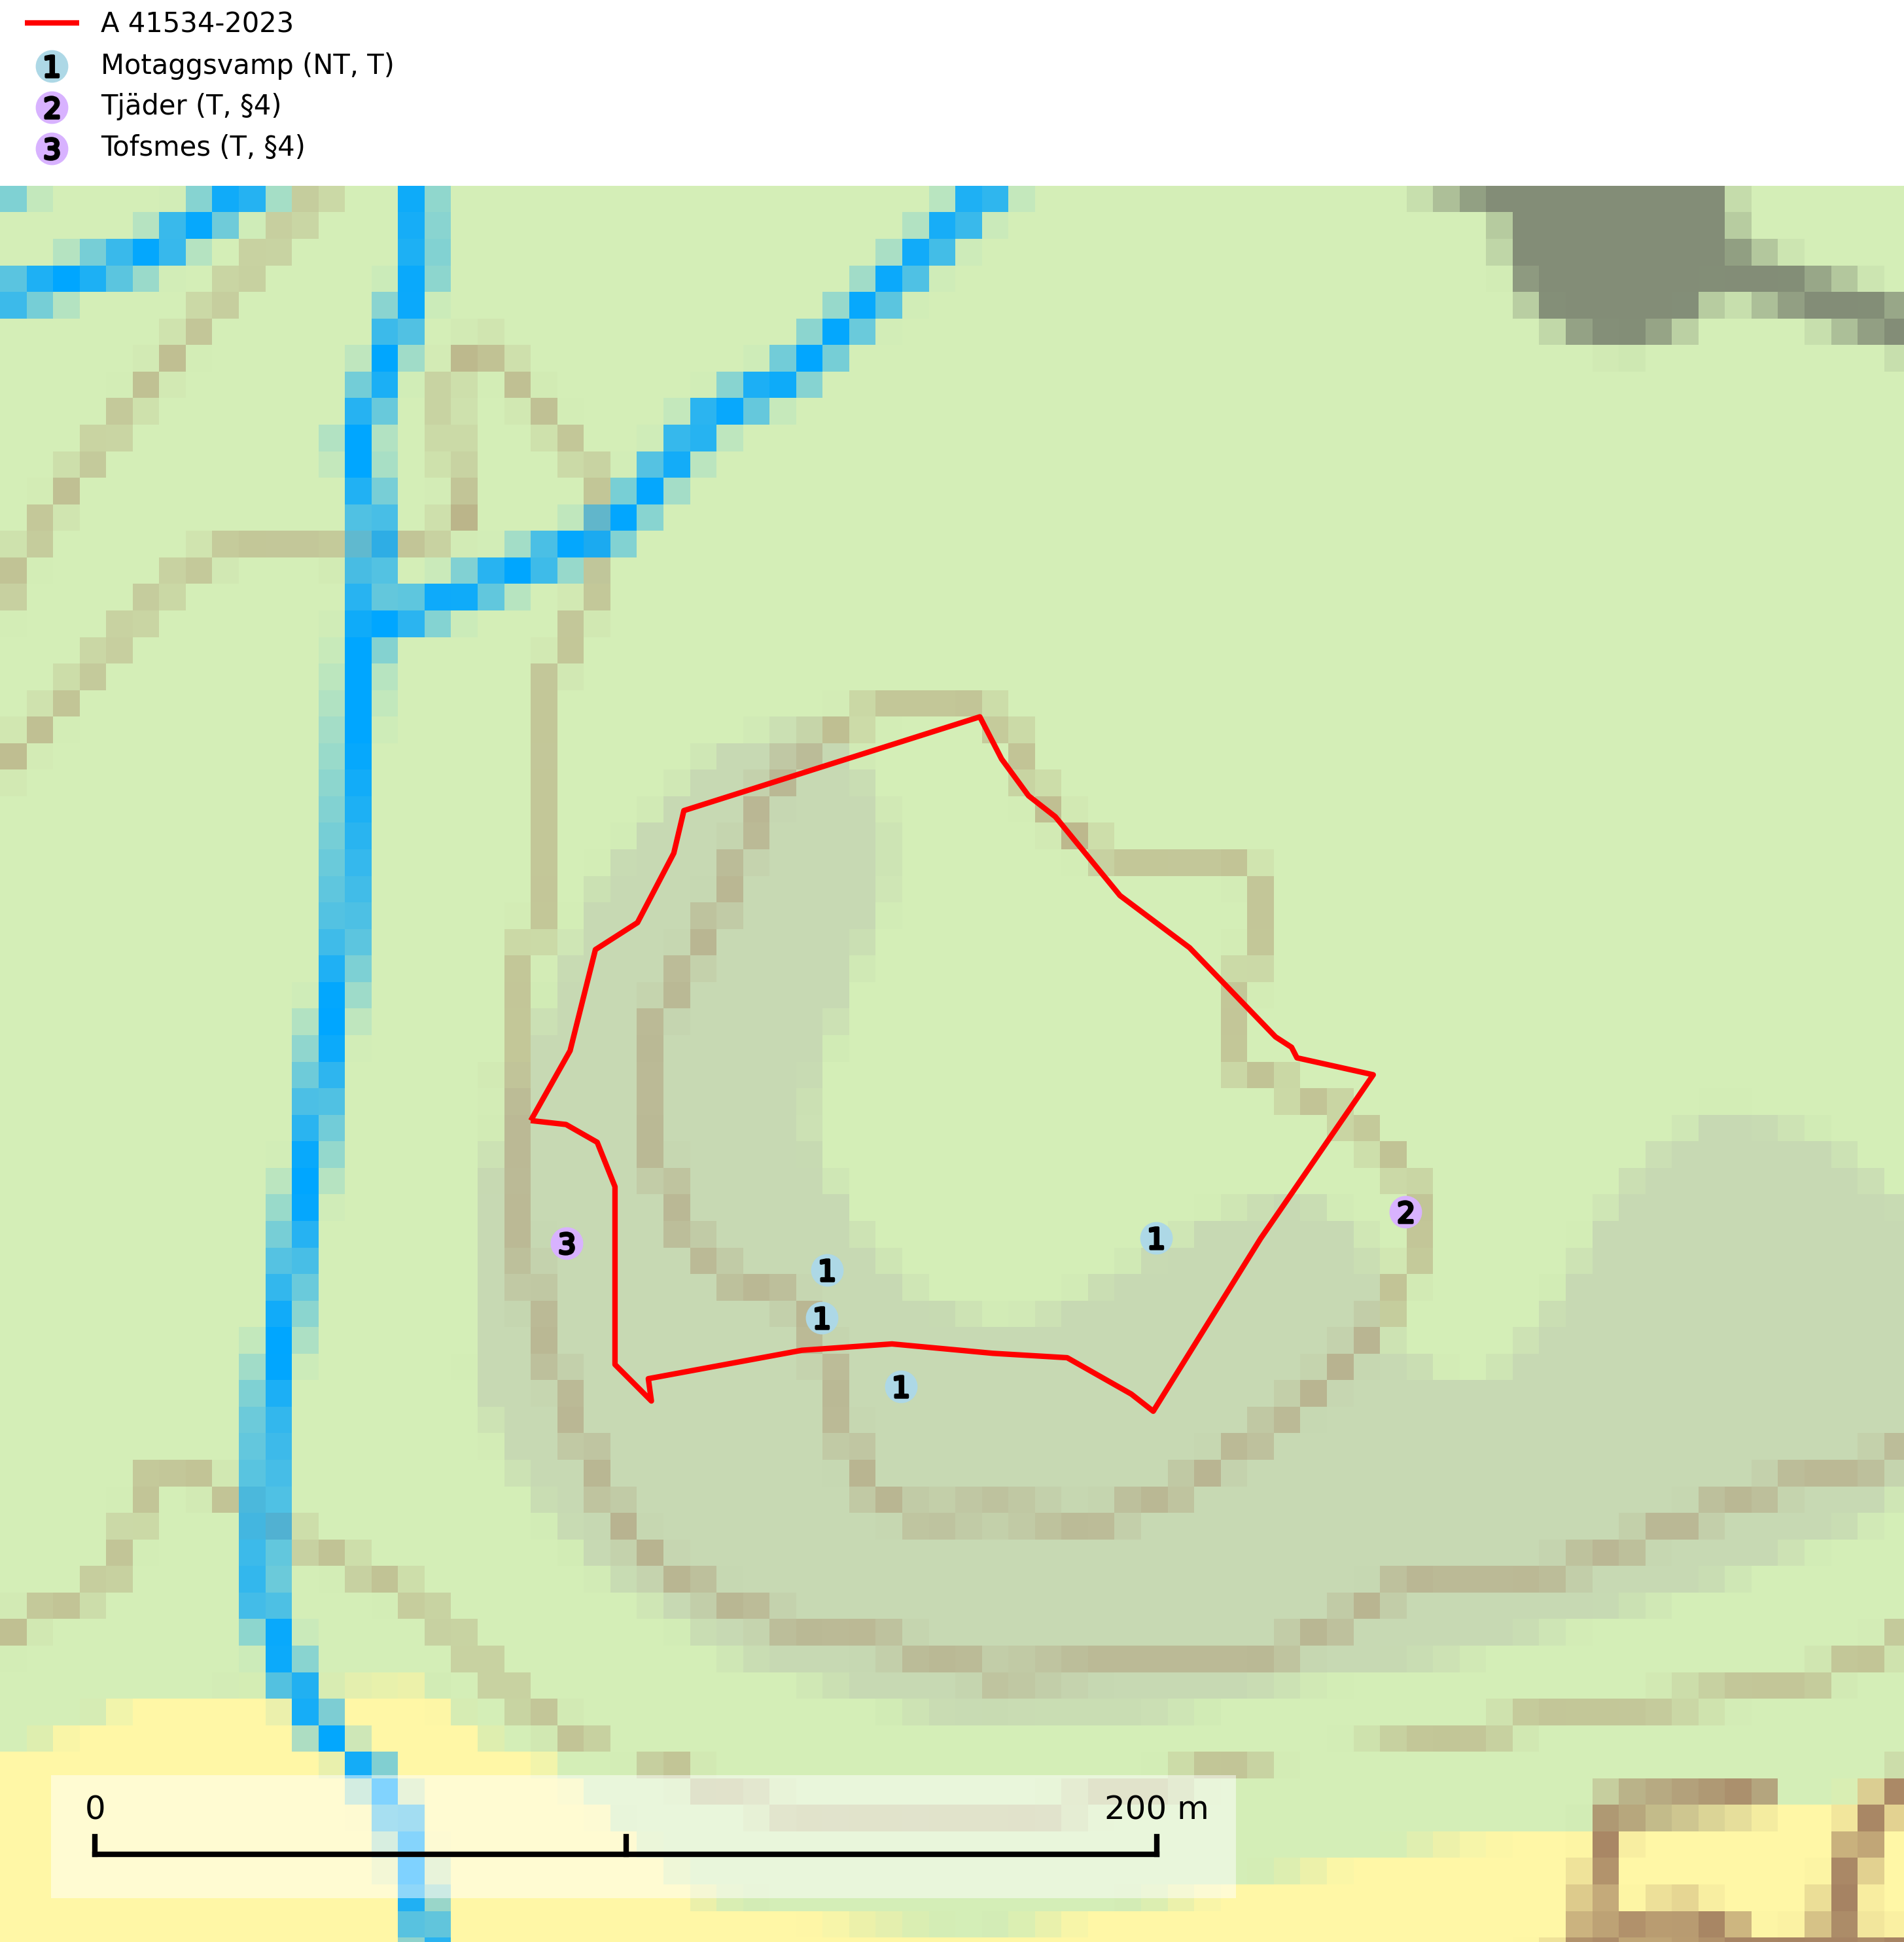 A 41534-2023
1 Motaggsvamp (NT, T)
2 Tjäder (T, §4)
3 Tofsmes (T, §4)
2
1
3
1
1
1
0 200 m